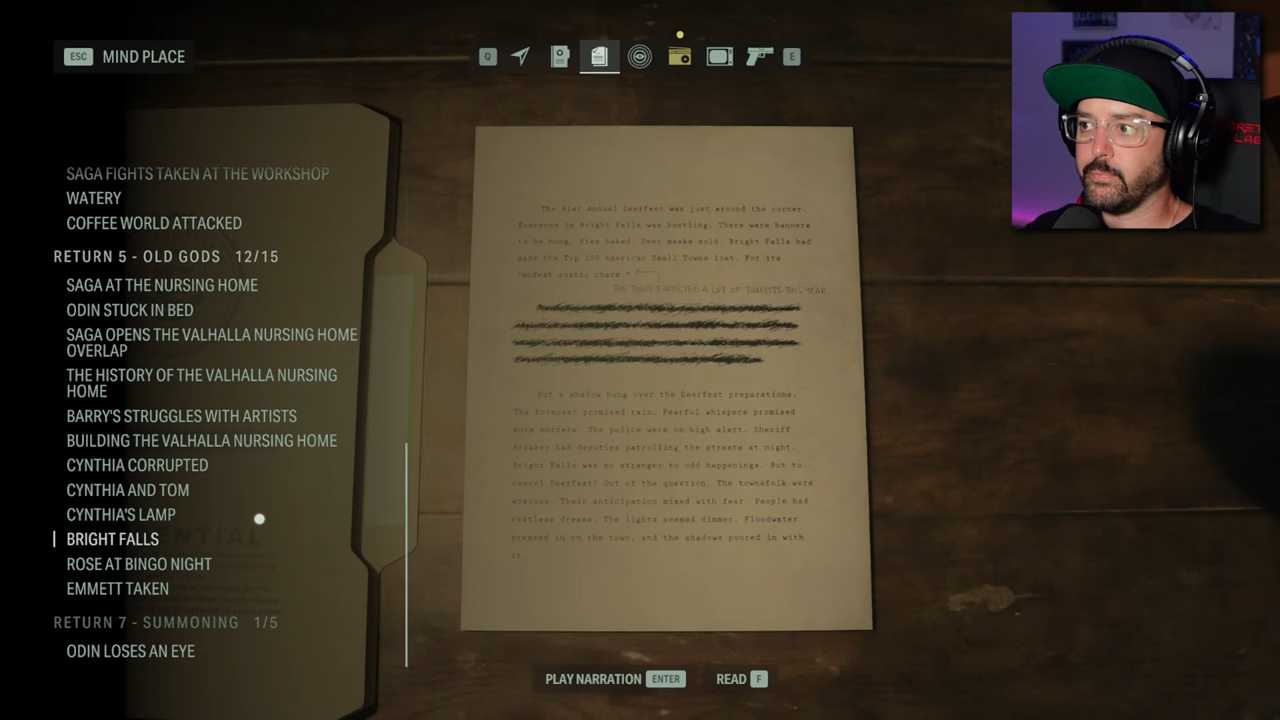 ESC MIND PLACE
Q
E
SAGA FIGHTS TAKEN AT THE WORKSHOP
WATERY
COFFEE WORLD ATTACKED
RETURN 5 - OLD GODS 12/15
SAGA AT THE NURSING HOME
ODIN STUCK IN BED
SAGA OPENS THE VALHALLA NURSING HOME
OVERLAP
THE HISTORY OF THE VALHALLA NURSING
HOME
BARRY'S STRUGGLES WITH ARTISTS
BUILDING THE VALHALLA NURSING HOME
CYNTHIA CORRUPTED
CYNTHIA AND TOM
CYNTHIA'S LAMP
BRIGHT FALLS
ROSE AT BINGO NIGHT
EMMETT TAKEN
RETURN 7 - SUMMONING 1/5
ODIN LOSES AN EYE
The 81st Annual Deerfest was just around the corner.
Everyone in Bright Falls was bustling. There were banners
to be hung. Pies baked. Deer masks sold. Bright Falls had
made the Top 100 American Small Towns list. For its
"modest rustic charm."
THE TOWN EXPECTED A LOT OF TOURISTS THIS YEAR.
But a shadow hung over the Deerfest preparations.
The forecast promised rain. Fearful whispers promised
more murders. The police were on high alert. Sheriff
Breaker had deputies patrolling the streets at night.
Bright Falls was no stranger to odd happenings. But to
cancel Deerfest? Out of the question. The townsfolk were
anxious. Their anticipation mixed with fear. People had
restless dreams. The lights seemed dimmer. Floodwater
pressed in on the town, and the shadows poured in with
it.
PLAY NARRATION ENTER
READ F